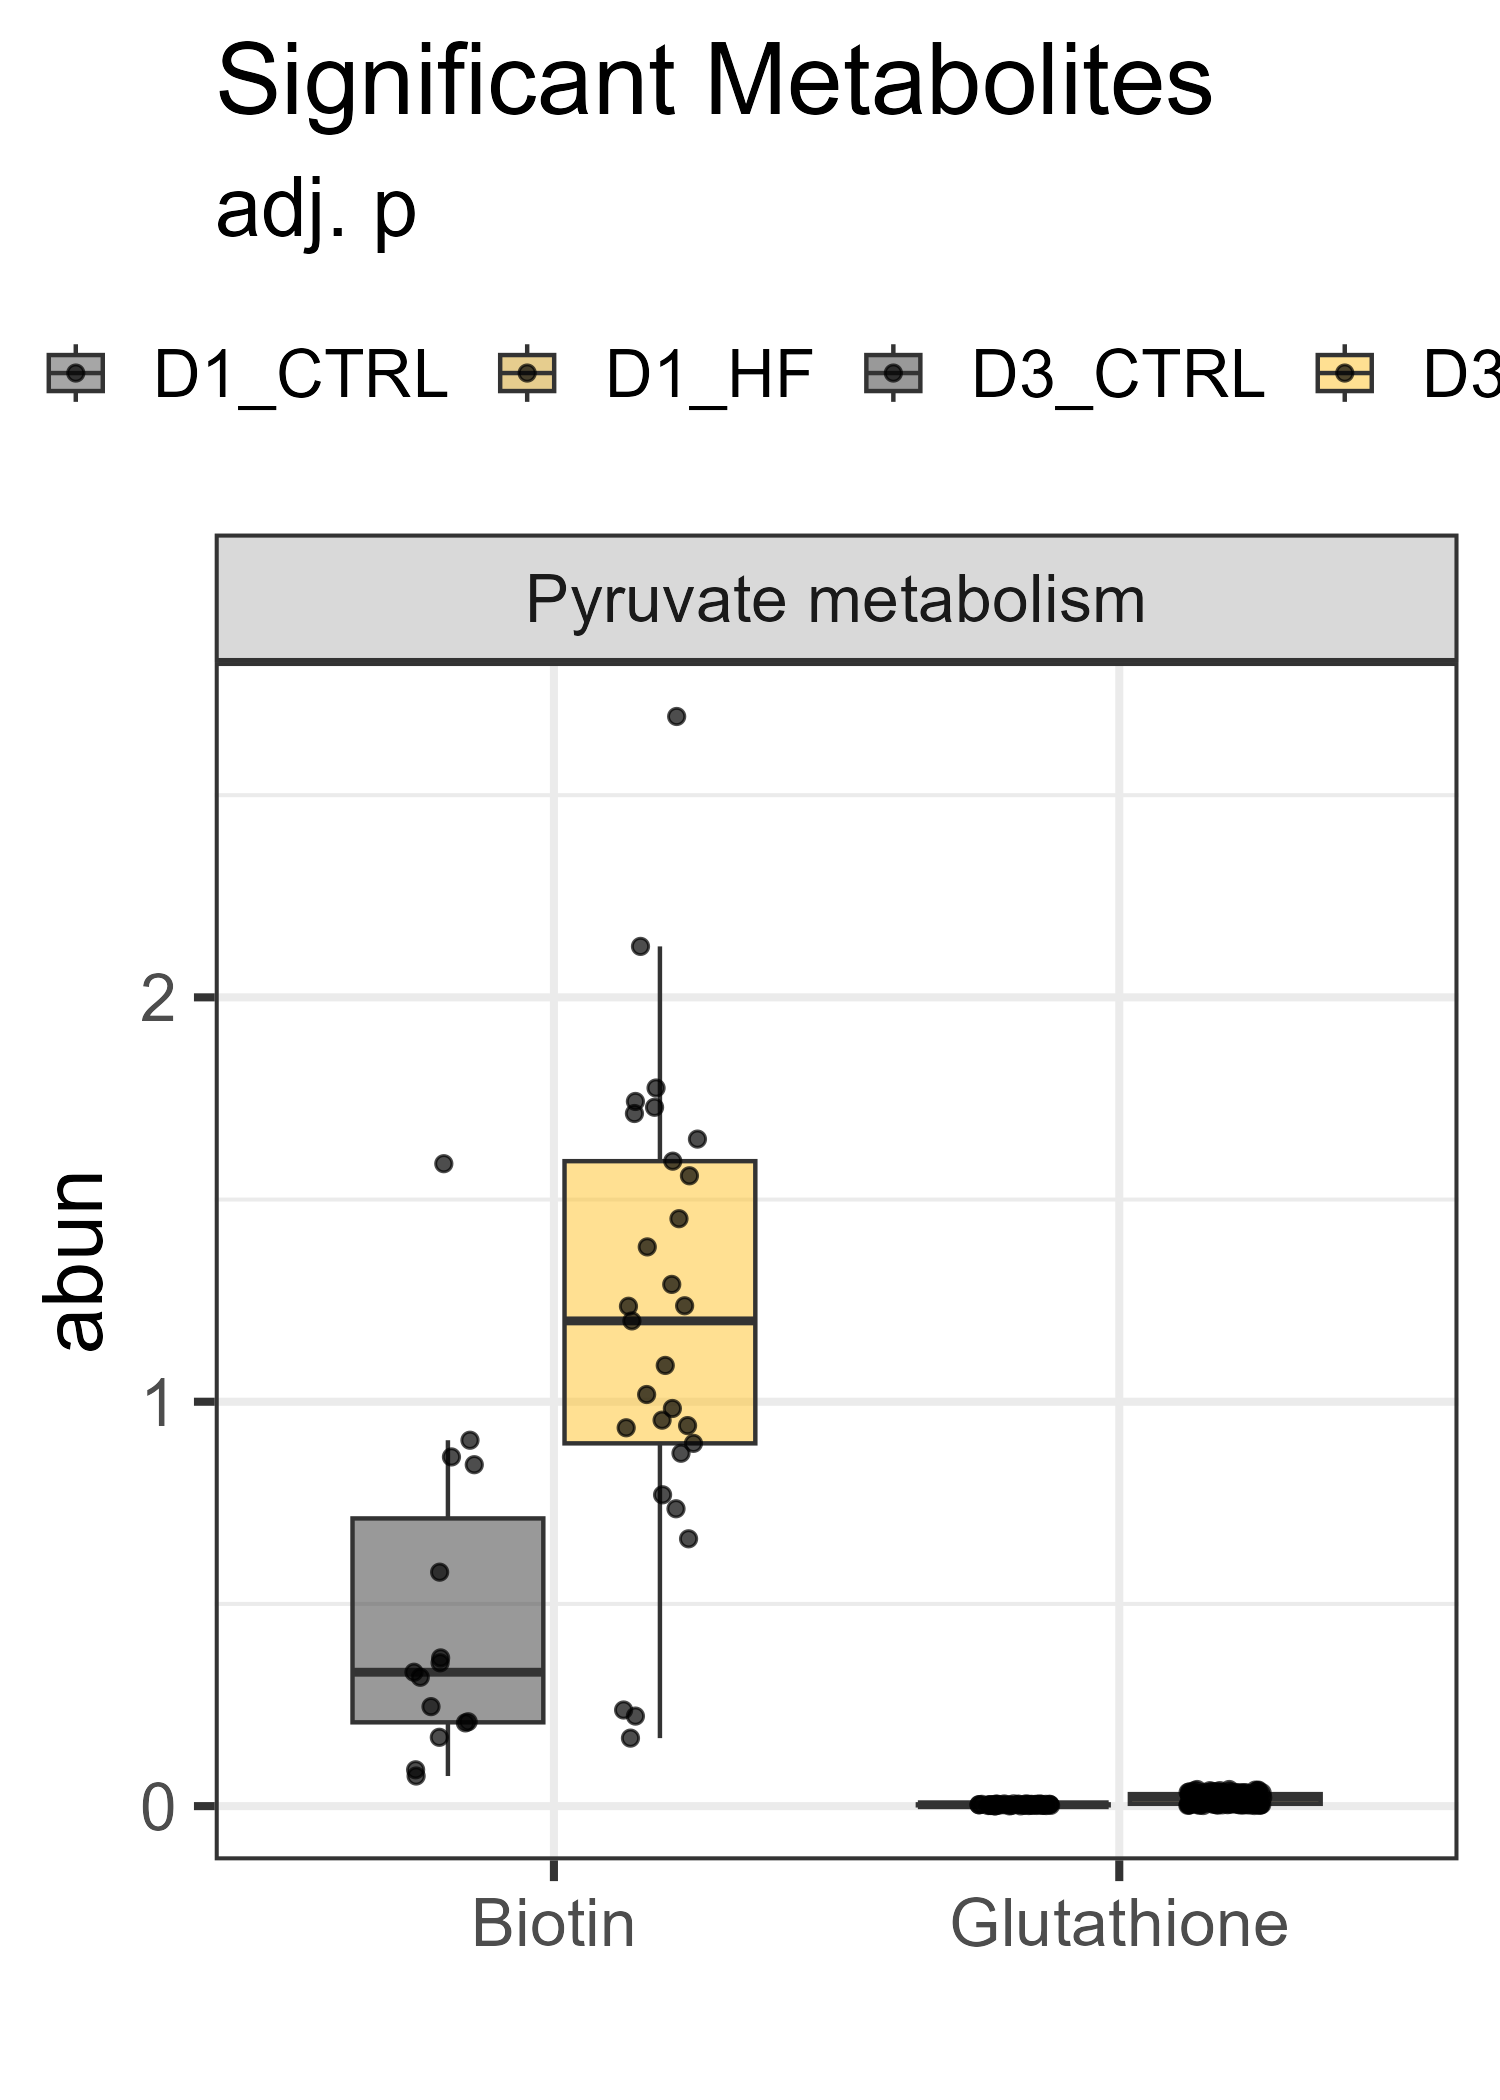 Significant Metabolites
adj. p
D1_CTRL D1_HF D3_CTRL D3
Pyruvate metabolism
abun
2
1
0
Biotin Glutathione